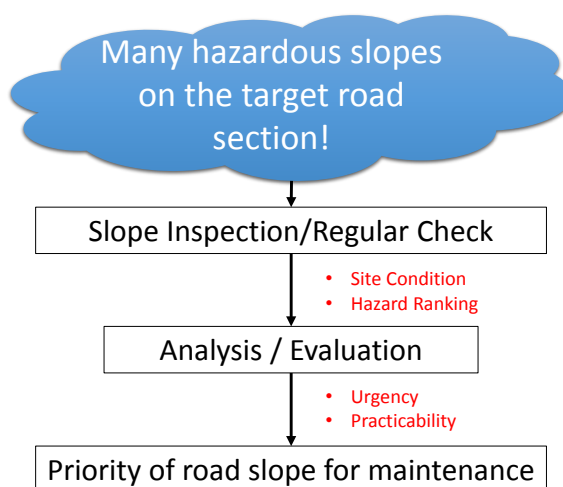 Many hazardous slopes
on the target road
section!
Slope Inspection/Regular Check
• Site Condition
• Hazard Ranking
Analysis / Evaluation
• Urgency
• Practicability
Priority of road slope for maintenance